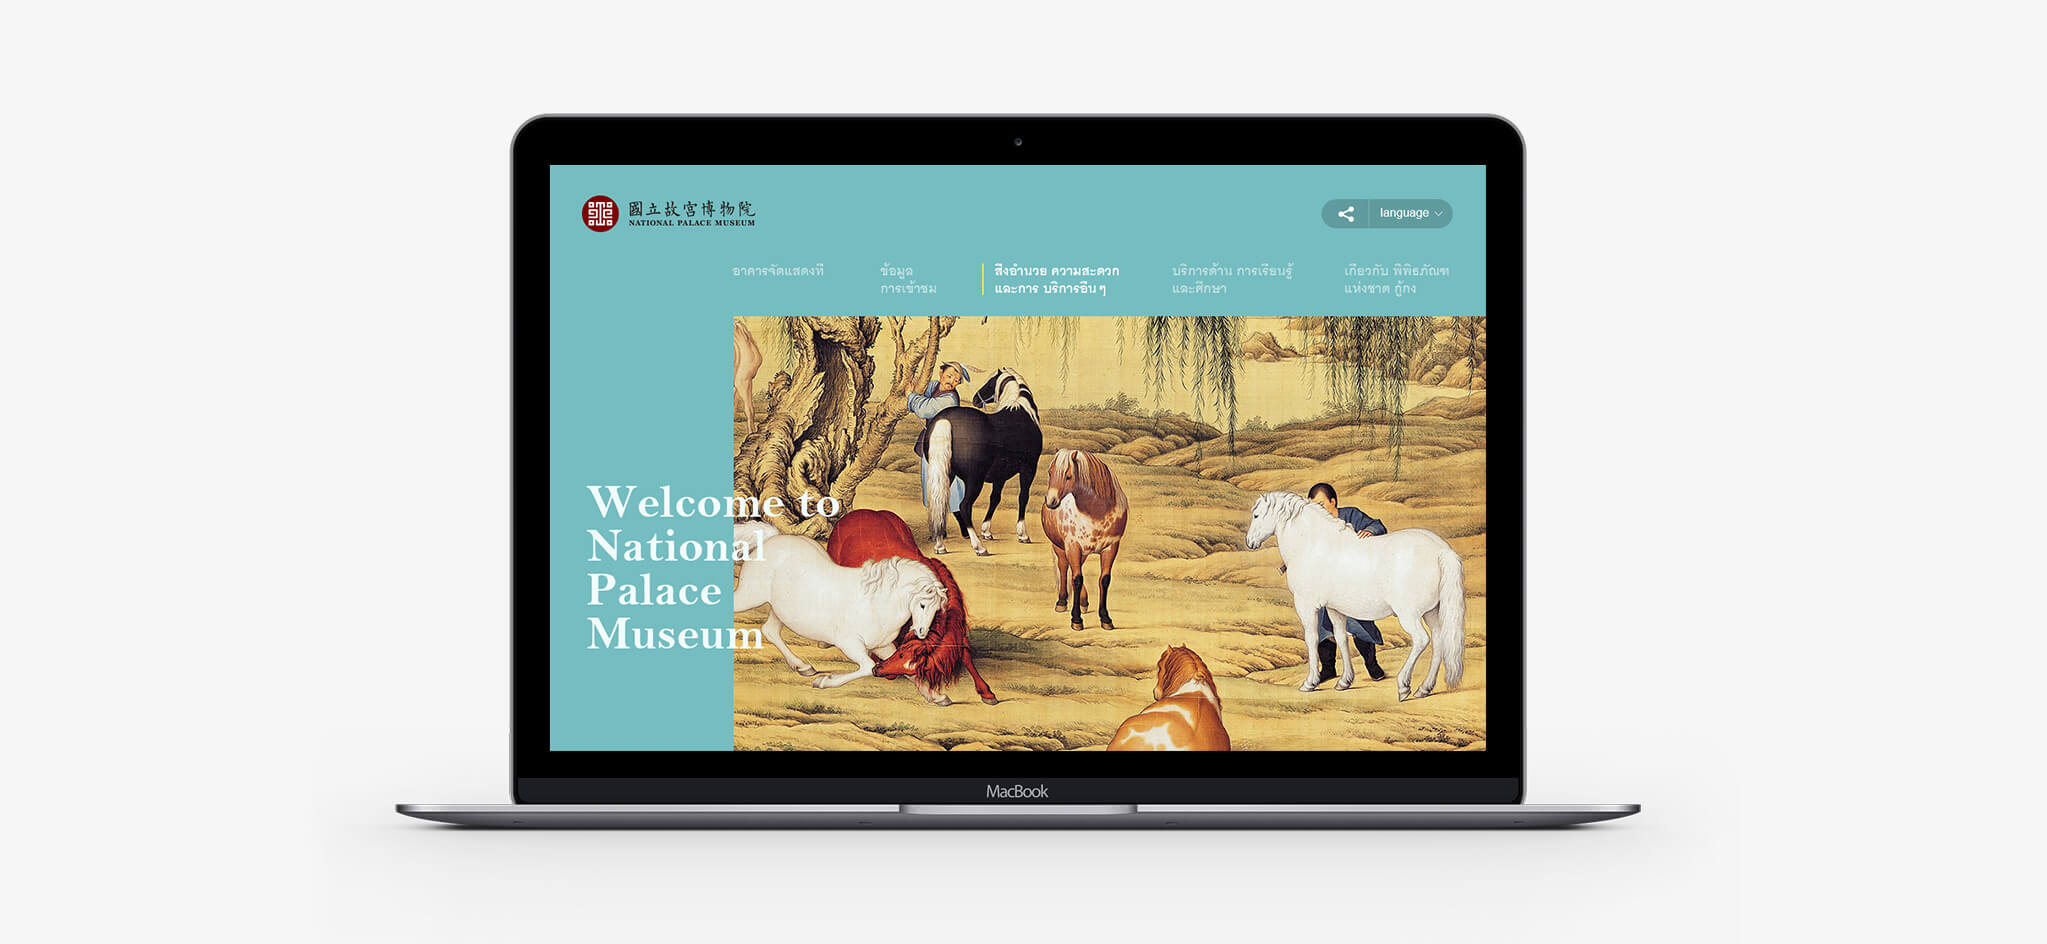 國立故宮博物院
NATIONAL PALACE MUSEUM
language
อาคารจัดแสดงที่
ข้อมูล
การเข้าชม
สิ่งอำนวย ความสะดวก
และการ บริการอื่น ๆ
บริการด้าน การเรียนรู้
และศึกษา
เกี่ยวกับ พิพิธภัณฑ
แห่งชาต กู้กง
Welcome to
National
Palace
Museum
MacBook